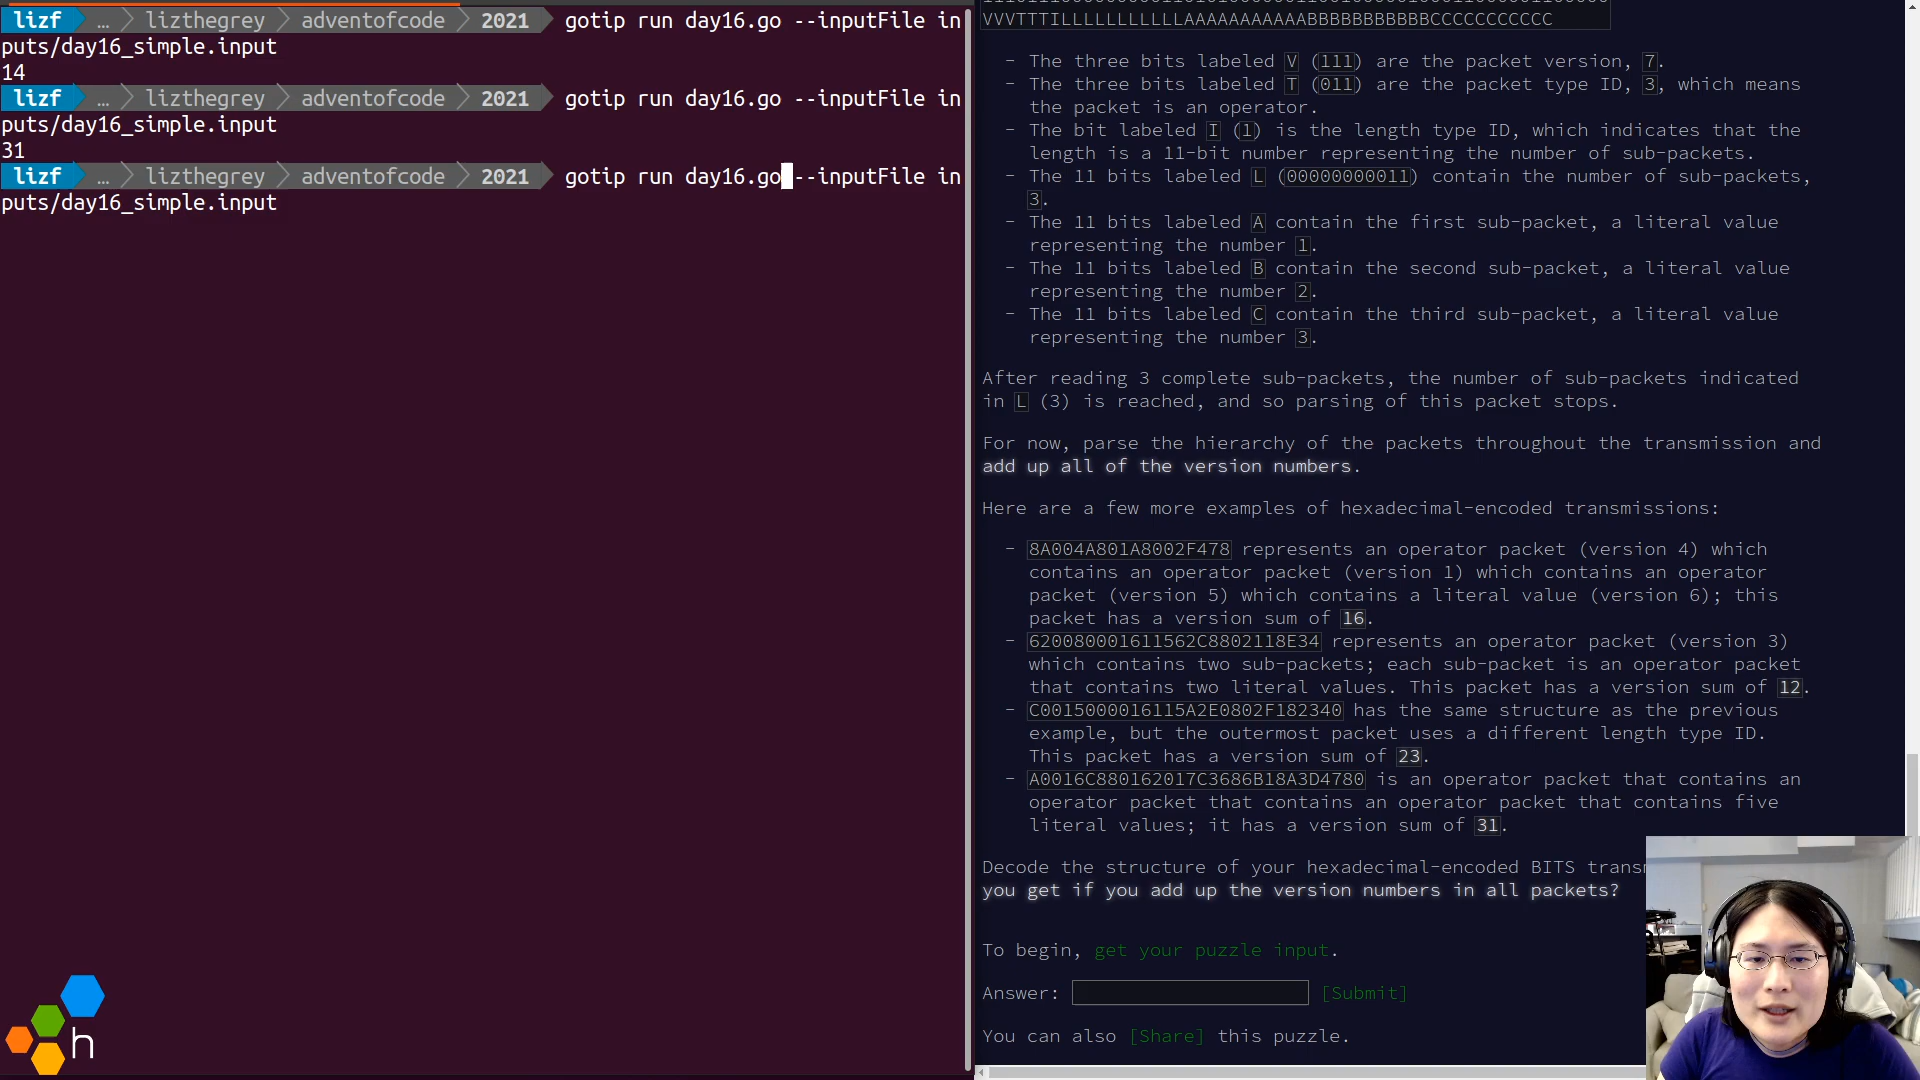 lizf … lizthegrey adventofcode 2021 gotip run day16.go --inputFile in
puts/day16_simple.input
14
lizf … lizthegrey adventofcode 2021 gotip run day16.go --inputFile in
puts/day16_simple.input
31
lizf … lizthegrey adventofcode 2021 gotip run day16.go --inputFile in
puts/day16_simple.input
h
VVVTTTILLLLLLLLLLLAAAAAAAAAAABBBBBBBBBBBCCCCCCCCCCC
- The three bits labeled V (111) are the packet version, 7.
- The three bits labeled T (011) are the packet type ID, 3, which means
the packet is an operator.
- The bit labeled I (1) is the length type ID, which indicates that the
length is a 11-bit number representing the number of sub-packets.
- The 11 bits labeled L (00000000011) contain the number of sub-packets,
3.
- The 11 bits labeled A contain the first sub-packet, a literal value
representing the number 1.
- The 11 bits labeled B contain the second sub-packet, a literal value
representing the number 2.
- The 11 bits labeled C contain the third sub-packet, a literal value
representing the number 3.
After reading 3 complete sub-packets, the number of sub-packets indicated
in L (3) is reached, and so parsing of this packet stops.
For now, parse the hierarchy of the packets throughout the transmission and
add up all of the version numbers.
Here are a few more examples of hexadecimal-encoded transmissions:
- 8A004A801A8002F478 represents an operator packet (version 4) which
contains an operator packet (version 1) which contains an operator
packet (version 5) which contains a literal value (version 6); this
packet has a version sum of 16.
- 620080001611562C8802118E34 represents an operator packet (version 3)
which contains two sub-packets; each sub-packet is an operator packet
that contains two literal values. This packet has a version sum of 12.
- C0015000016115A2E0802F182340 has the same structure as the previous
example, but the outermost packet uses a different length type ID.
This packet has a version sum of 23.
- A0016C880162017C3686B18A3D4780 is an operator packet that contains an
operator packet that contains an operator packet that contains five
literal values; it has a version sum of 31.
Decode the structure of your hexadecimal-encoded BITS
you get if you add up the version numbers in all packets?
To begin, get your puzzle input.
Answer: [Submit]
You can also [Share] this puzzle.